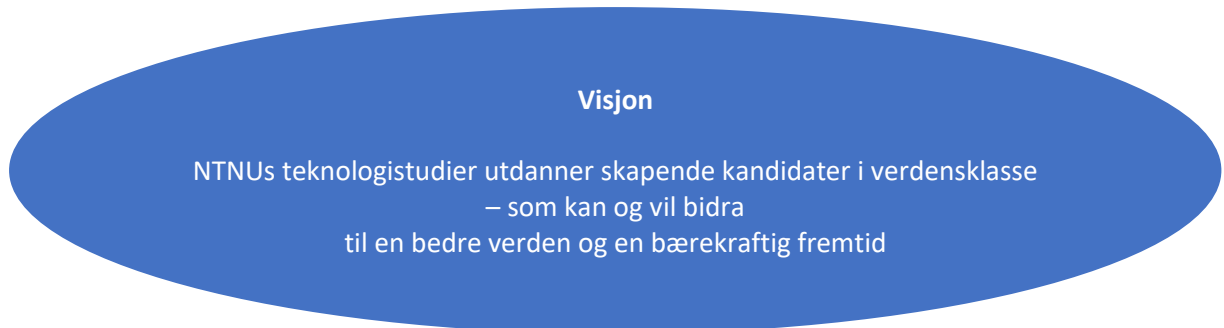 Visjon
NTNUs teknologistudier utdanner skapende kandidater i verdensklasse
– som kan og vil bidra
til en bedre verden og en bærekraftig fremtid